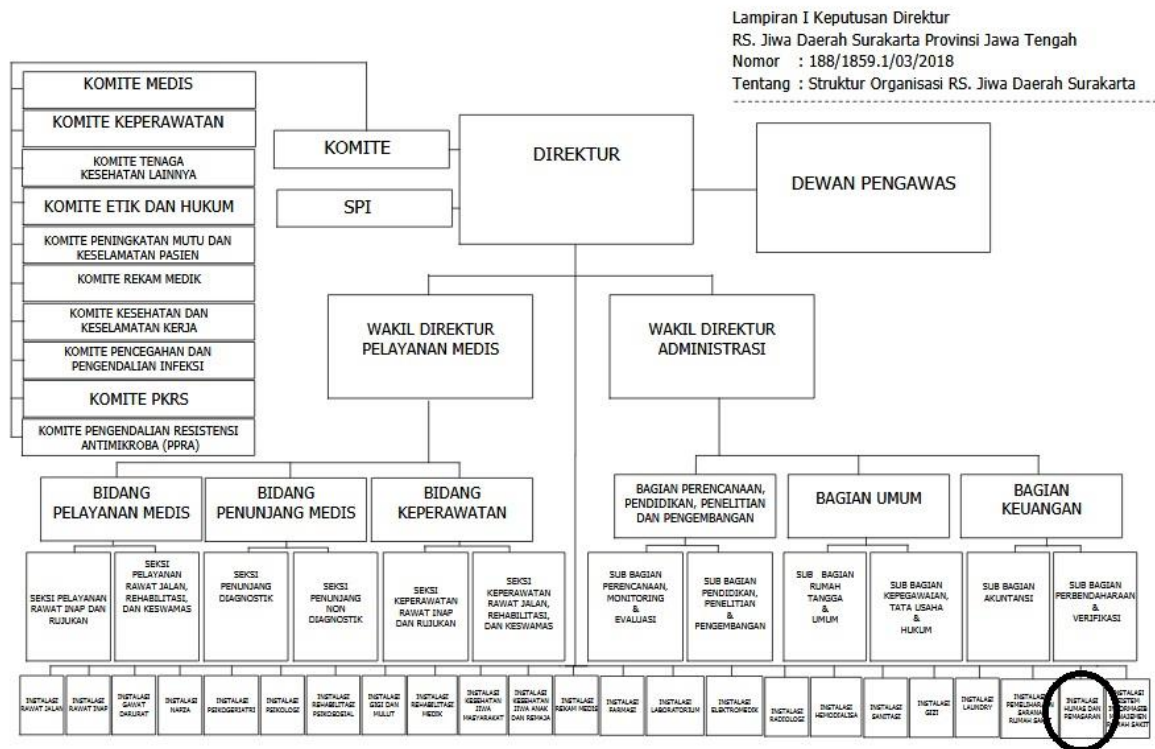 Lampiran I Keputusan Direktur
RS. Jiwa Daerah Surakarta Provinsi Jawa Tengah
Nomor : 188/1859.1/03/2018
Tentang : Struktur Organisasi RS. Jiwa Daerah Surakarta
KOMITE MEDIS
KOMITE KEPERAWATAN
KOMITE TENAGA
KESEHATAN LAINNYA
KOMITE ETIK DAN HUKUM
KOMITE PENINGKATAN MUTU DAN
KESELAMATAN PASIEN
KOMITE REKAM MEDIK
KOMITE KESEHATAN DAN
KESELAMATAN KERJA
KOMITE PENCEGAHAN DAN
PENGENDALIAN INFEKSI
KOMITE PKRS
KOMITE PENGENDALIAN RESISTENSI
ANTIMIKROBA (PPRA)
KOMITE
SPI
DIREKTUR
DEWAN PENGAWAS
WAKIL DIREKTUR
PELAYANAN MEDIS
WAKIL DIREKTUR
ADMINISTRASI
BIDANG
PELAYANAN MEDIS
BIDANG
PENUNJANG MEDIS
BIDANG
KEPERAWATAN
BAGIAN PERENCANAAN,
PENDIDIKAN, PENELITIAN
DAN PENGEMBANGAN
BAGIAN UMUM
BAGIAN
KEUANGAN
SEKSI PELAYANAN
RAWAT INAP DAN
RUJUKAN
SEKSI
PELAYANAN
RAWAT JALAN,
REHABILITASI,
DAN KESWAMAS
SEKSI
PENUNJANG
DIAGNOSTIK
SEKSI
PENUNJANG
NON
DIAGNOSTIK
SEKSI
KEPERAWATAN
RAWAT INAP
DAN RUJUKAN
SEKSI
KEPERAWATAN
RAWAT JALAN,
REHABILITASI,
DAN KESWAMAS
SUB BAGIAN
PERENCANAAN,
MONITORING
&
EVALUASI
SUB BAGIAN
PENDIDIKAN,
PENELITIAN
&
PENGEMBANGAN
SUB BAGIAN
RUMAH
TANGGA
&
UMUM
SUB BAGIAN
KEPEGAWAIAN,
TATA USAHA
&
HUKUM
SUB BAGIAN
AKUNTANSI
SUB BAGIAN
PERBENDAHARAAN
&
VERIFIKASI
INSTALASI
RAWAT JALAN
INSTALASI
RAWAT INAP
INSTALASI
GAWAT
DARURAT
INSTALASI
NAPZA
INSTALASI
PSIKOGERIATRI
INSTALASI
PSIKOLOGI
INSTALASI
REHABILITASI
PSIKOSOSIAL
INSTALASI
GIGI DAN
MULUT
INSTALASI
REHABILITASI
MEDIK
INSTALASI
KESEHATAN
JIWA
MASYARAKAT
INSTALASI
KESEHATAN
JIWA ANAK
DAN REMAJA
INSTALASI
REKAM MEDIS
INSTALASI
FARMASI
INSTALASI
LABORATORIUM
INSTALASI
ELEKTROMEDIK
INSTALASI
RADIOLOGI
INSTALASI
HEMODIALISA
INSTALASI
SANITASI
INSTALASI
GIZI
INSTALASI
LAUNDRY
INSTALASI
PEMELIHARAAN
SARANA
RUMAH SAKIT
INSTALASI
HUMAS DAN
PEMASARAN
SISTEM
RUMAH SAKIT